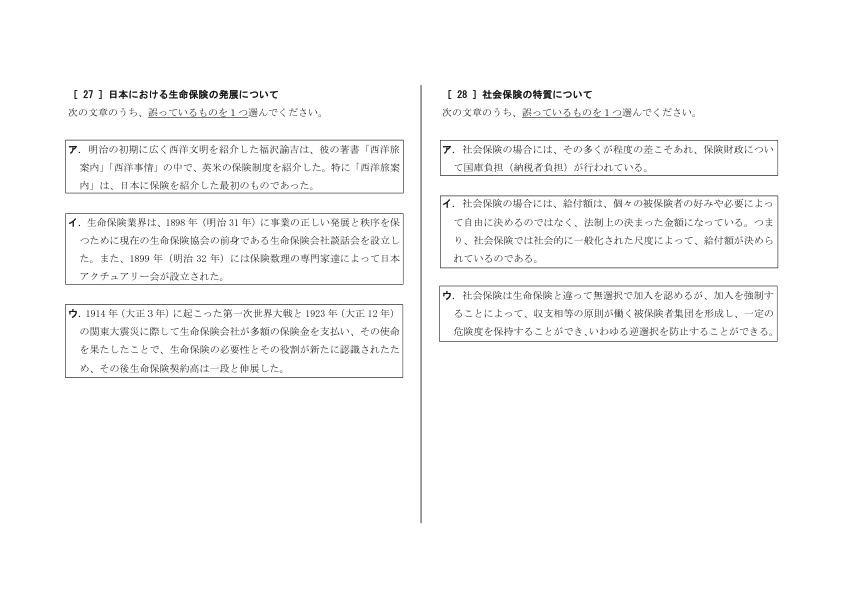 ［ 27 ］日本における生命保険の発展について
次の文章のうち、誤っているものを１つ選んでください。
ア．明治の初期に広く西洋文明を紹介した福沢諭吉は、彼の著書「西洋旅
案内」「西洋事情」の中で、英米の保険制度を紹介した。特に「西洋旅案
内」は、日本に保険を紹介した最初のものであった。
イ．生命保険業界は、1898 年（明治 31 年）に事業の正しい発展と秩序を保
つために現在の生命保険協会の前身である生命保険会社談話会を設立し
た。また、1899 年（明治 32 年）には保険数理の専門家達によって日本
アクチュアリー会が設立された。
ウ．1914 年（大正３年）に起こった第一次世界大戦と 1923 年（大正 12 年）
の関東大震災に際して生命保険会社が多額の保険金を支払い、その使命
を果たしたことで、生命保険の必要性とその役割が新たに認識されたた
め、その後生命保険契約高は一段と伸展した。
［ 28 ］社会保険の特質について
次の文章のうち、誤っているものを１つ選んでください。
ア．社会保険の場合には、その多くが程度の差こそあれ、保険財政につい
て国庫負担（納税者負担）が行われている。
イ．社会保険の場合には、給付額は、個々の被保険者の好みや必要によっ
て自由に決めるのではなく、法制上の決まった金額になっている。つま
り、社会保険では社会的に一般化された尺度によって、給付額が決めら
れているのである。
ウ．社会保険は生命保険と違って無選択で加入を認めるが、加入を強制す
ることによって、収支相等の原則が働く被保険者集団を形成し、一定の
危険度を保持することができ、いわゆる逆選択を防止することができる。